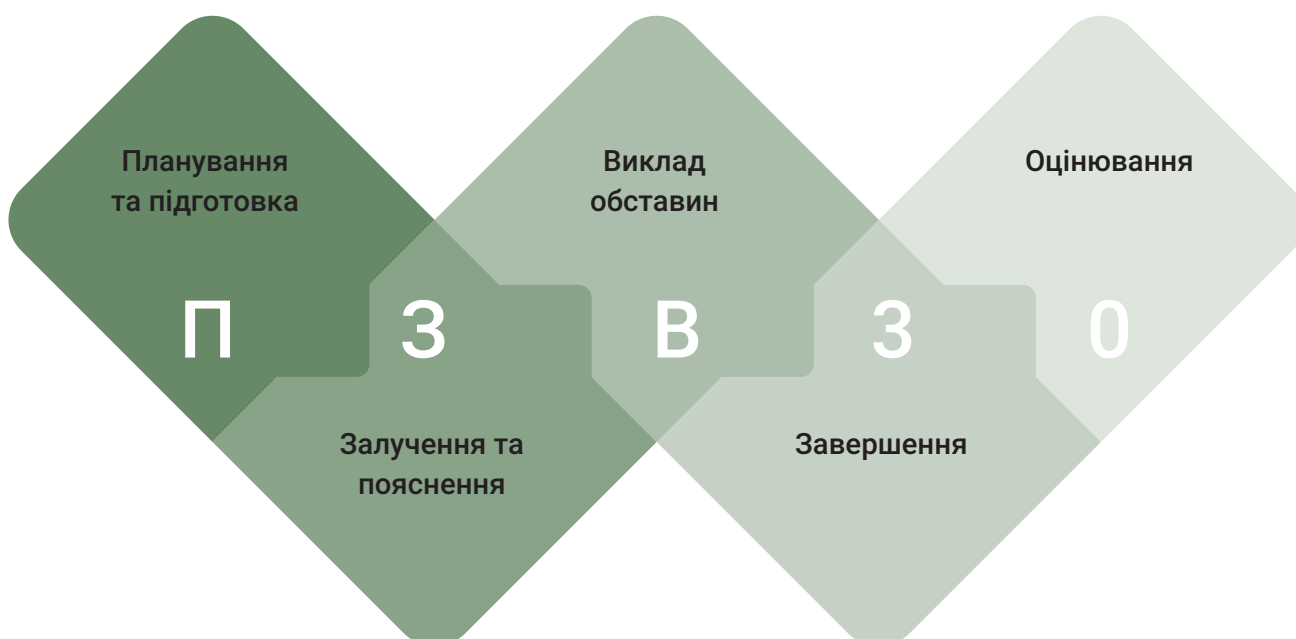 Планування
та підготовка
Виклад
обставин
Оцінювання
П З В З О
Залучення та
пояснення
Завершення